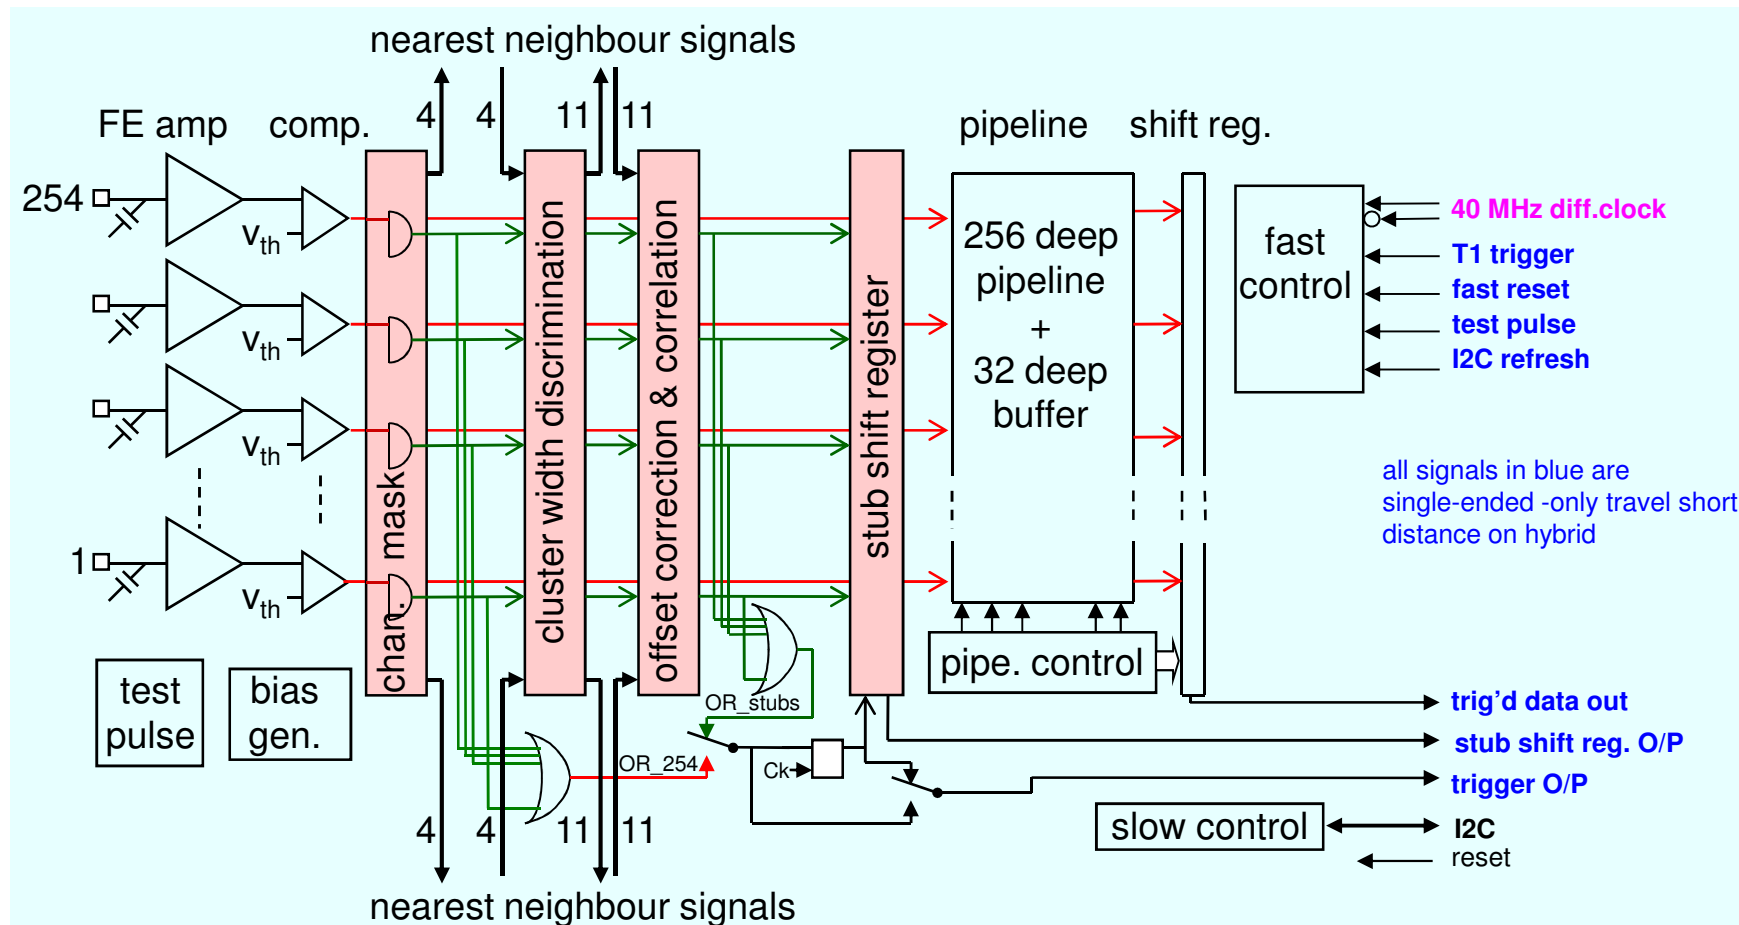 nearest neighbour signals
4
4
11
11
FE amp
comp.
pipeline
shift reg.
254
Vth
Vth
Vth
1
Vth
chan. mask
cluster width discrimination
offset correction & correlation
stub shift register
256 deep
pipeline
+
32 deep
buffer
fast
control
40 MHz diff.clock
T1 trigger
fast reset
test pulse
I2C refresh
all signals in blue are
single-ended -only travel short
distance on hybrid
pipe. control
test
pulse
bias
gen.
OR_stubs
OR_254
Ck
trig’d data out
stub shift reg. O/P
trigger O/P
slow control
I2C
reset
4
4
11
11
nearest neighbour signals